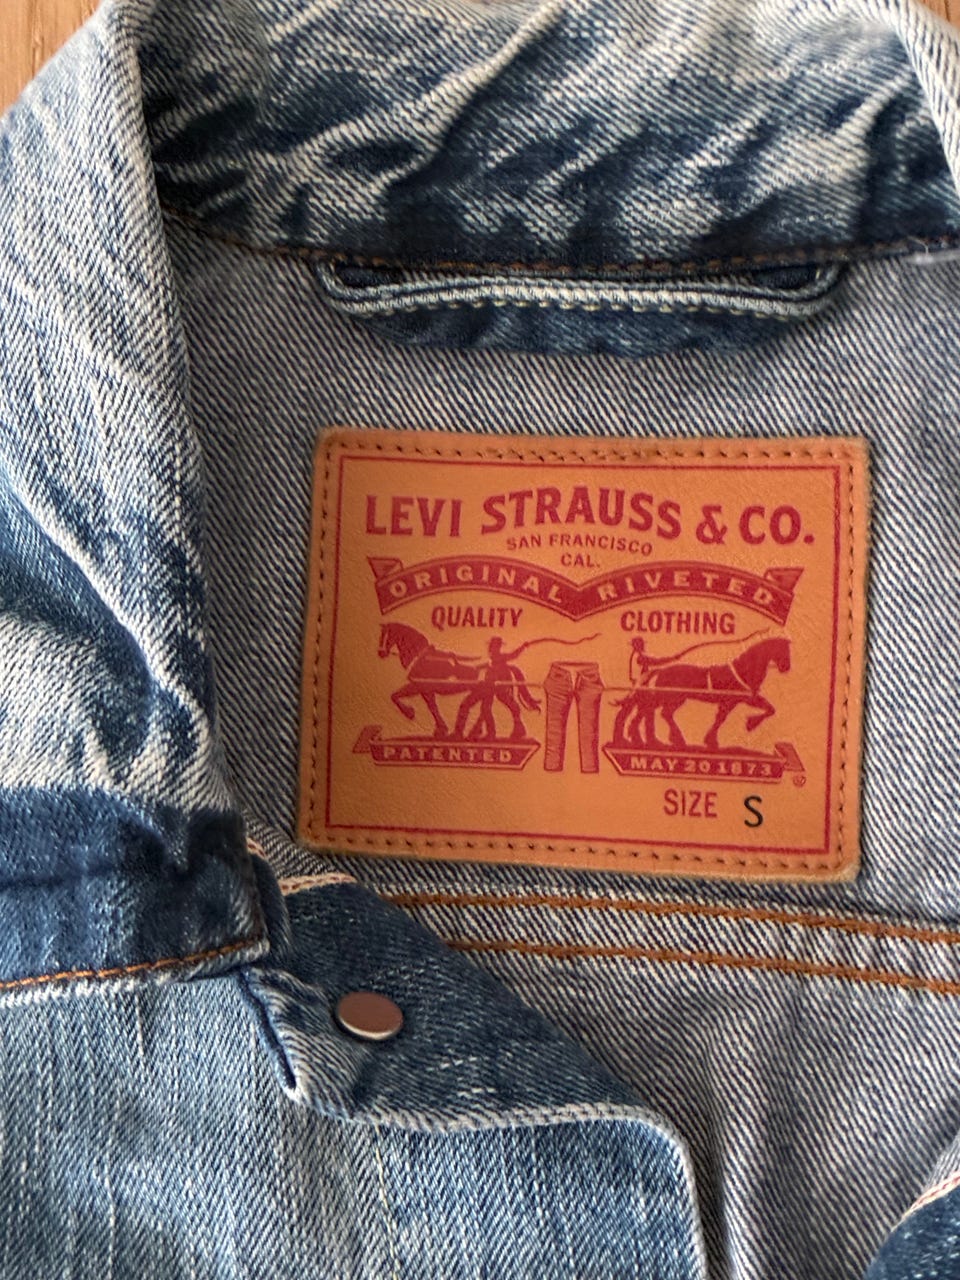 LEVI STRAUSS & CO.
SAN FRANCISCO
CAL.
ORIGINAL RIVETED
QUALITY CLOTHING
PATENTED MAY 20 1873
®
SIZE S